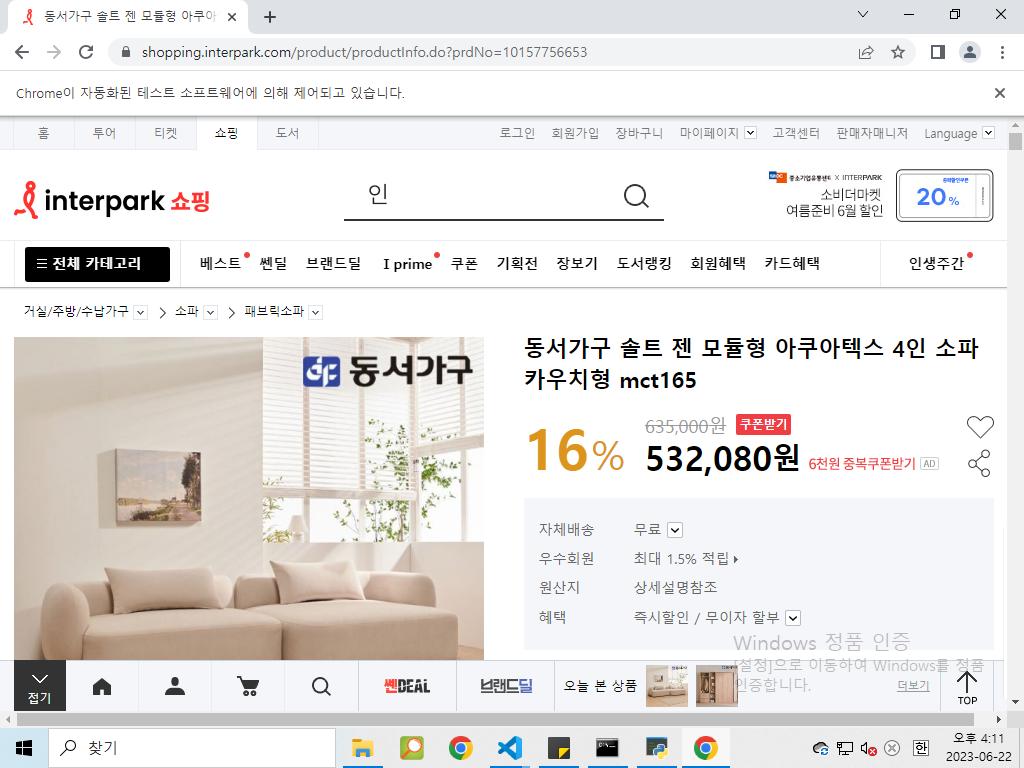 동서가구 솔트 젠 모듈형 아쿠아
shopping.interpark.com/product/productInfo.do?prdNo=10157756653
Chrome이 자동화된 테스트 소프트웨어에 의해 제어되고 있습니다.
홈 투어 티켓 쇼핑 도서 로그인 회원가입 장바구니 마이페이지 고객센터 판매자매니저 Language
interpark 쇼핑
인
중소기업유통센터 X INTERPARK
소비더마켓
여름준비 6월 할인
20%
전체 카테고리 베스트 쎈딜 브랜드딜 I prime 쿠폰 기획전 장보기 도서랭킹 회원혜택 카드혜택 인생주간
거실/주방/수납가구 소파 패브릭소파
동서가구
동서가구 솔트 젠 모듈형 아쿠아텍스 4인 소파
카우치형 mct165
16%
635,000원 쿠폰받기
532,080원 6천원 중복쿠폰받기 AD
자체배송 무료
우수회원 최대 1.5% 적립
원산지 상세설명참조
혜택 즉시할인 / 무이자 할부
Windows 정품 인증
[설정]으로 이동하여 Windows를 정품
인증합니다.
접기
쎈DEAL
브랜드딜
오늘 본 상품
더보기
TOP
찾기
한
오후 4:11
2023-06-22